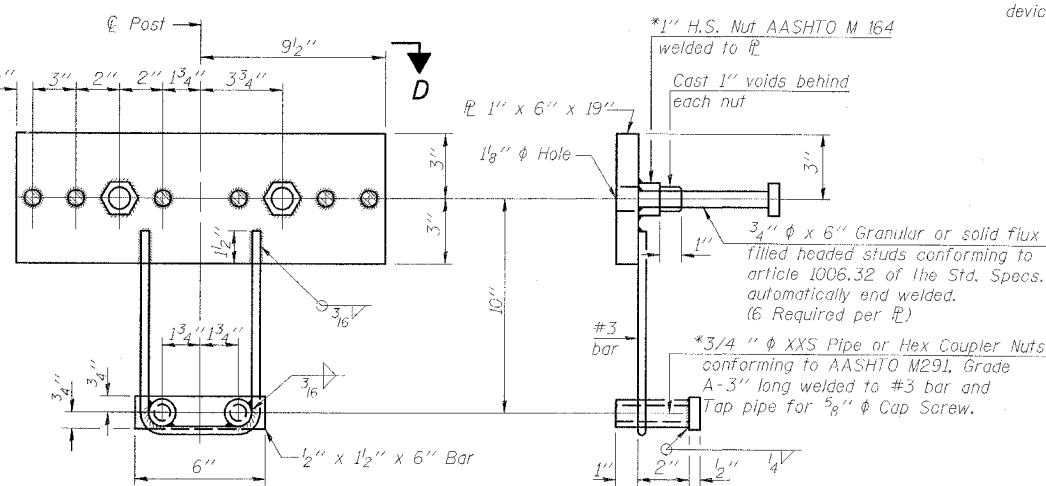 devic
℄ Post
9½"
D
"
3"
2"
2"
1¾"
3¾"
3"
3"
1½"
3/16
10"
1¾"
1¾"
¾"
¾"
3/16
6"
½" x 1½" x 6" Bar
*1" H.S. Nut AASHTO M 164
welded to ℙL
Cast 1" voids behind
each nut
ℙL 1" x 6" x 19"
1⅛" ϕ Hole
3"
1"
¾" ϕ x 6" Granular or solid flux
filled headed studs conforming to
article 1006.32 of the Std. Specs.
automatically end welded.
(6 Required per ℙL)
#3
bar
*3/4 " ϕ XXS Pipe or Hex Coupler Nuts
conforming to AASHTO M291, Grade
A-3" long welded to #3 bar and
Tap pipe for ⅝" ϕ Cap Screw.
1"
2"
½"
¼